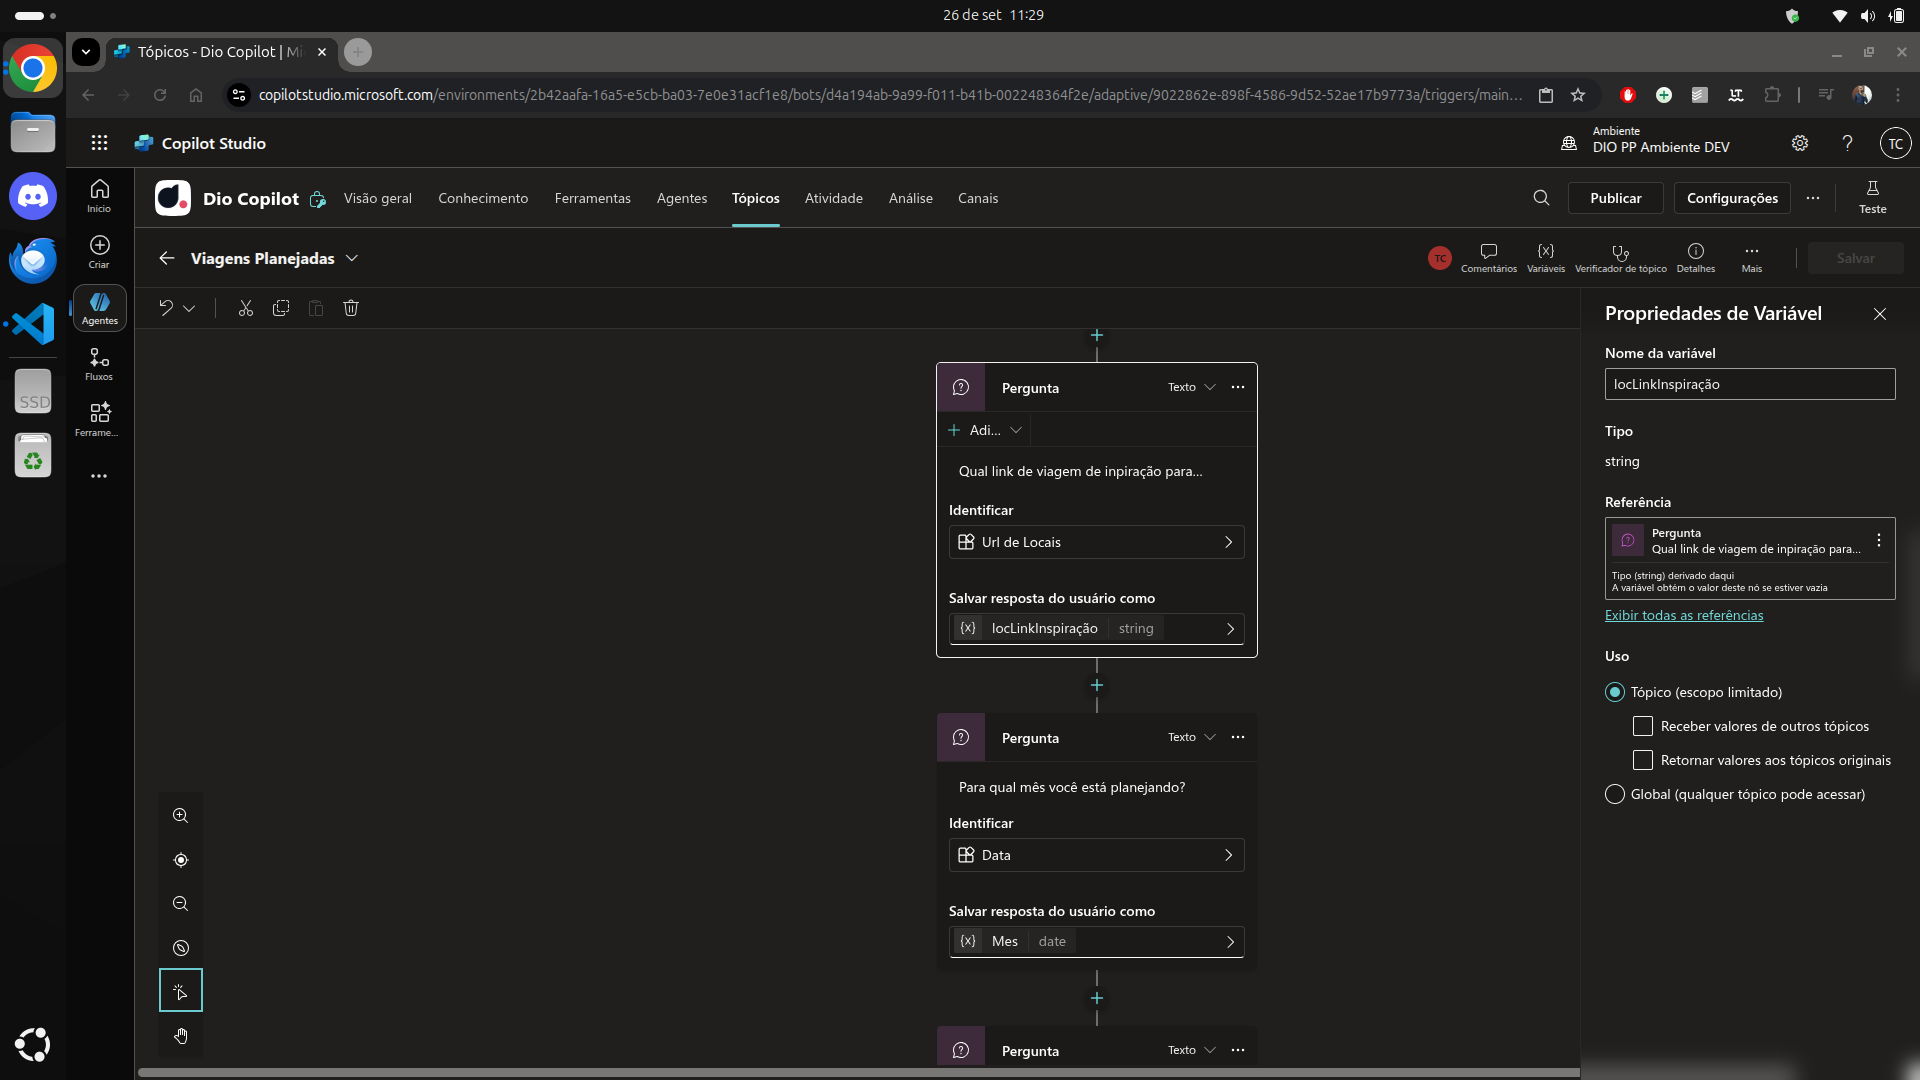 26 de set 11:29
Tópicos - Dio Copilot | Mi
copilotstudio.microsoft.com/environments/2b42aafa-16a5-e5cb-ba03-7e0e31acf1e8/bots/d4a194ab-9a99-f011-b41b-002248364f2e/adaptive/9022862e-898f-4586-9d52-52ae17b9773a/triggers/main...
Copilot Studio
Ambiente
DIO PP Ambiente DEV
TC
Início
Criar
Agentes
Fluxos
Ferrame...
SSD
Dio Copilot
Visão geral
Conhecimento
Ferramentas
Agentes
Tópicos
Atividade
Análise
Canais
Publicar
Configurações
Teste
Viagens Planejadas
TC
Comentários
Variáveis
Verificador de tópico
Detalhes
Mais
Salvar
Pergunta
Texto
Adi...
Qual link de viagem de inpiração para...
Identificar
Url de Locais
Salvar resposta do usuário como
{x} locLinkInspiração string
Pergunta
Texto
Para qual mês você está planejando?
Identificar
Data
Salvar resposta do usuário como
{x} Mes date
Pergunta
Texto
Propriedades de Variável
Nome da variável
locLinkInspiração
Tipo
string
Referência
Pergunta
Qual link de viagem de inpiração para...
Tipo (string) derivado daqui
A variável obtém o valor deste nó se estiver vazia
Exibir todas as referências
Uso
Tópico (escopo limitado)
Receber valores de outros tópicos
Retornar valores aos tópicos originais
Global (qualquer tópico pode acessar)